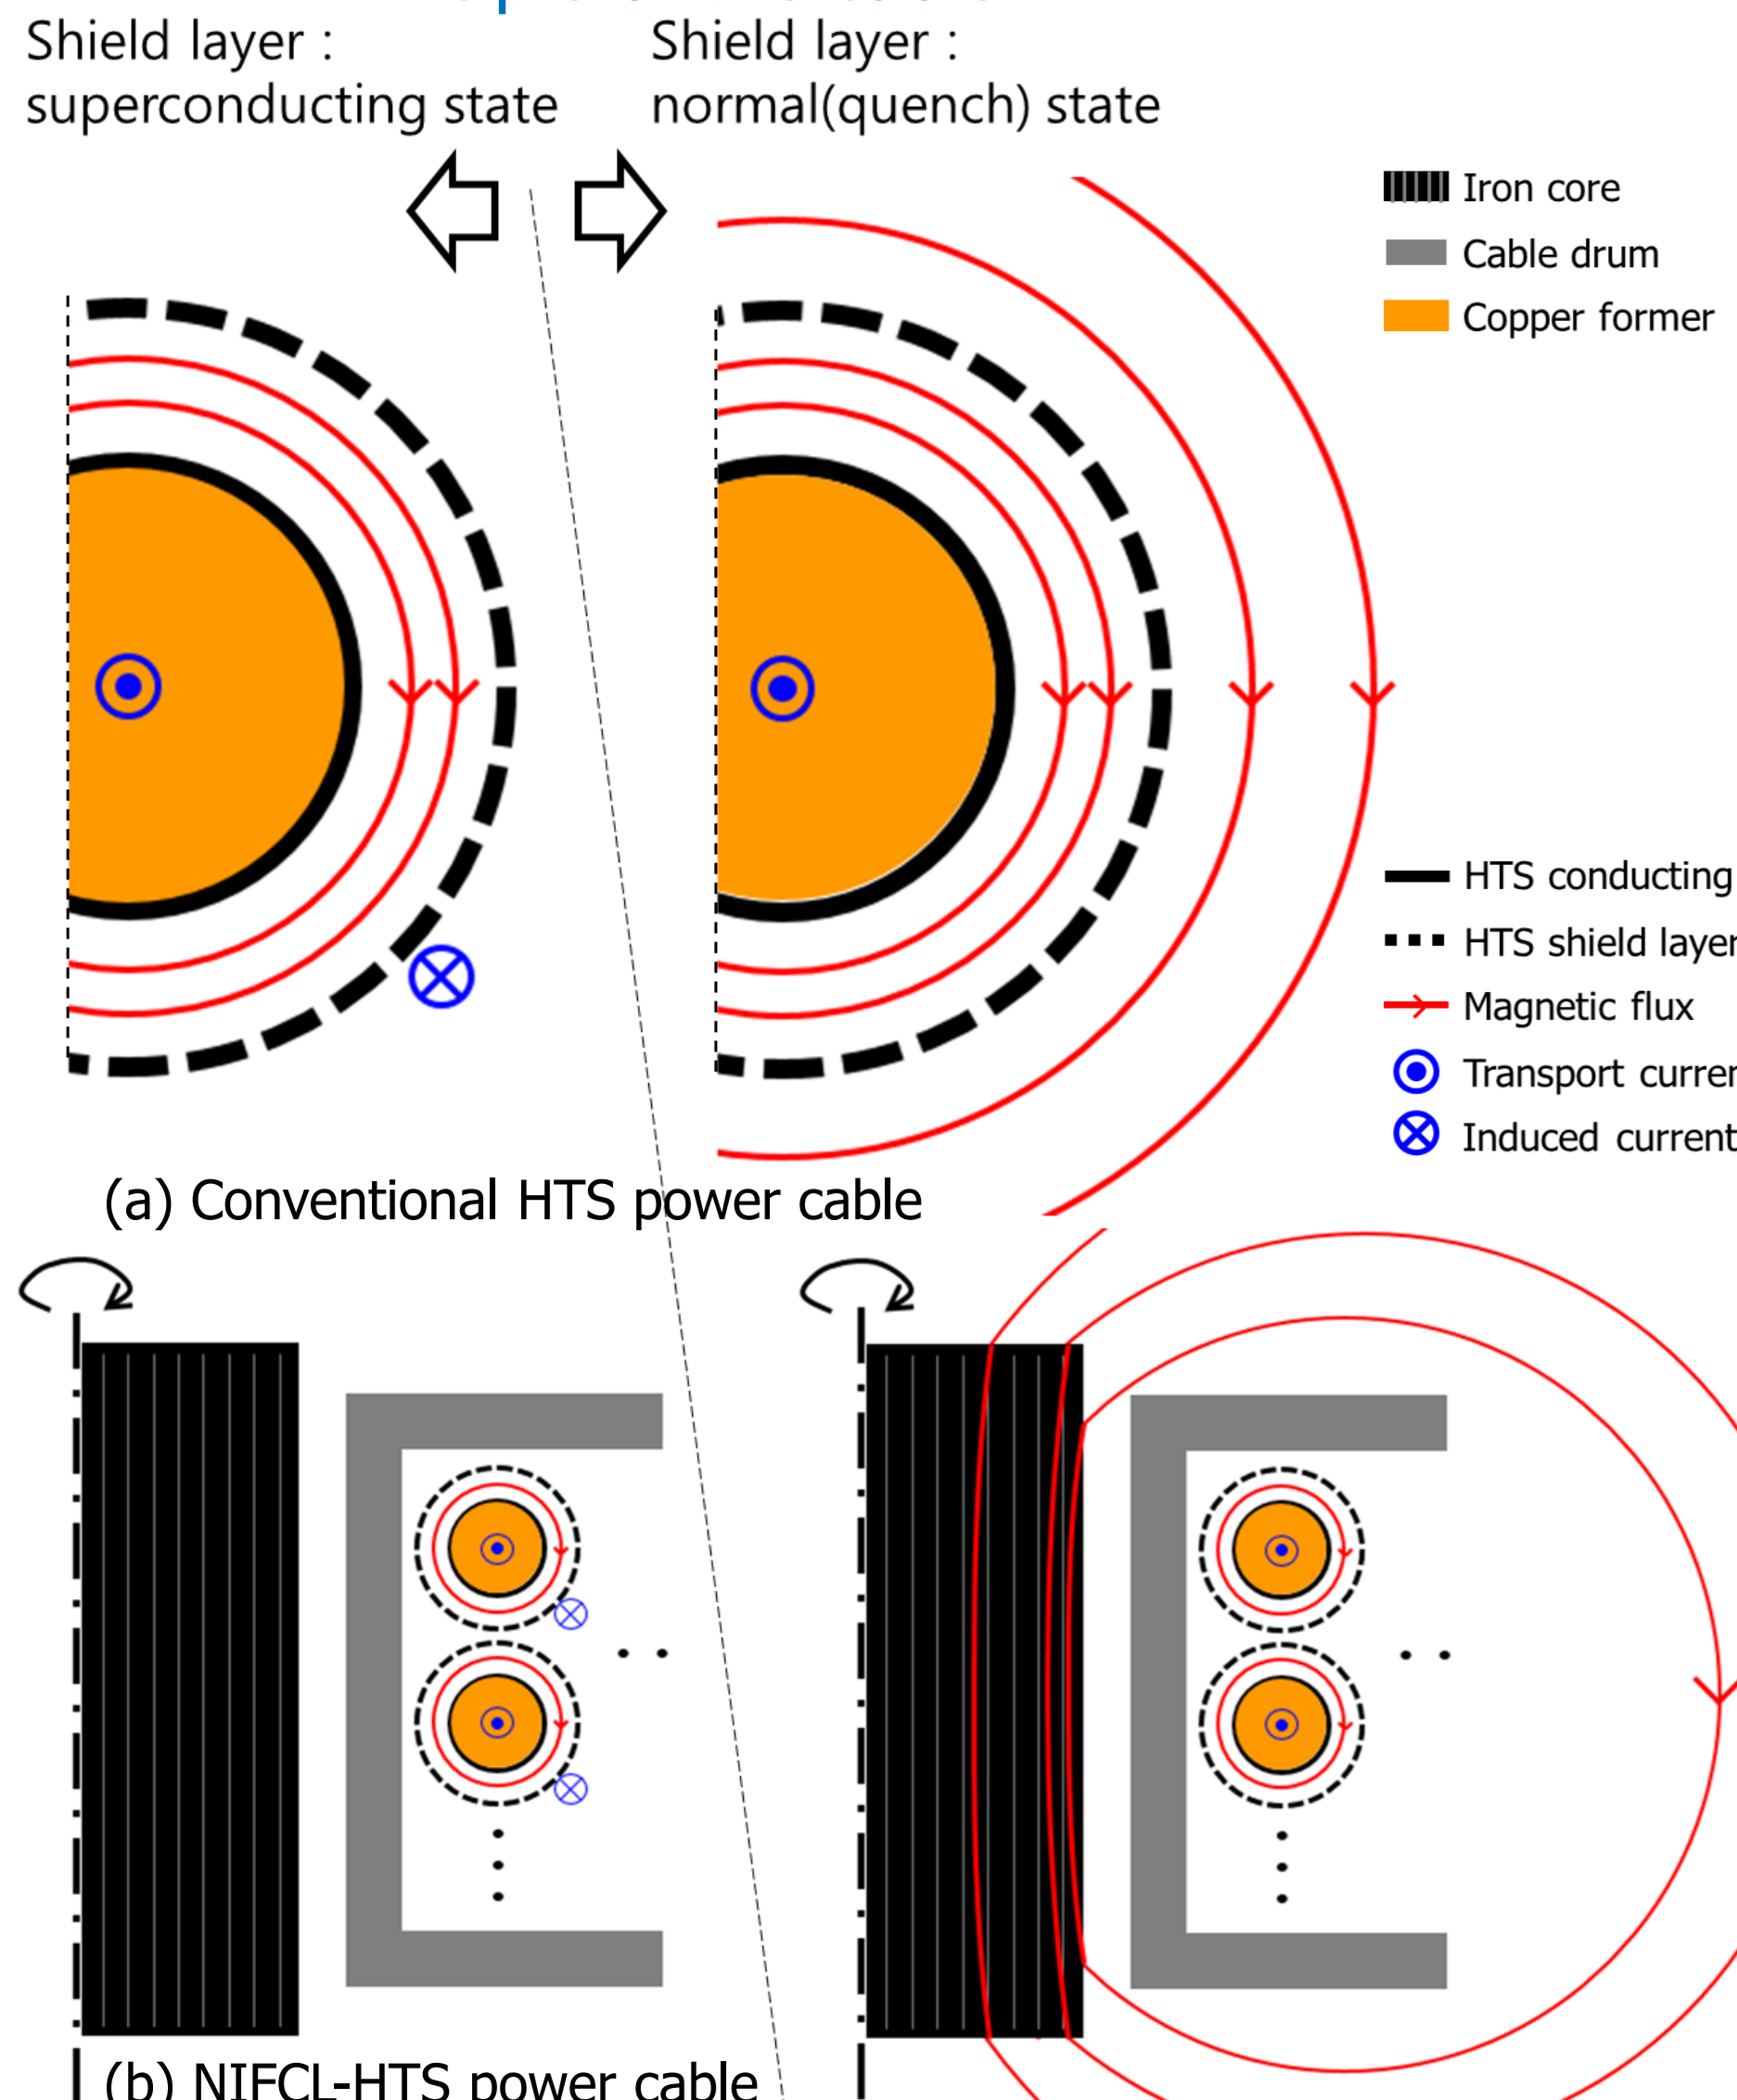 Shield layer :
superconducting state
Shield layer :
normal(quench) state
Iron core
Cable drum
Copper former
HTS conducting
HTS shield layer
Magnetic flux
Transport
Induced current
(a) Conventional HTS power cable
(b) NIFCL-HTS power cable